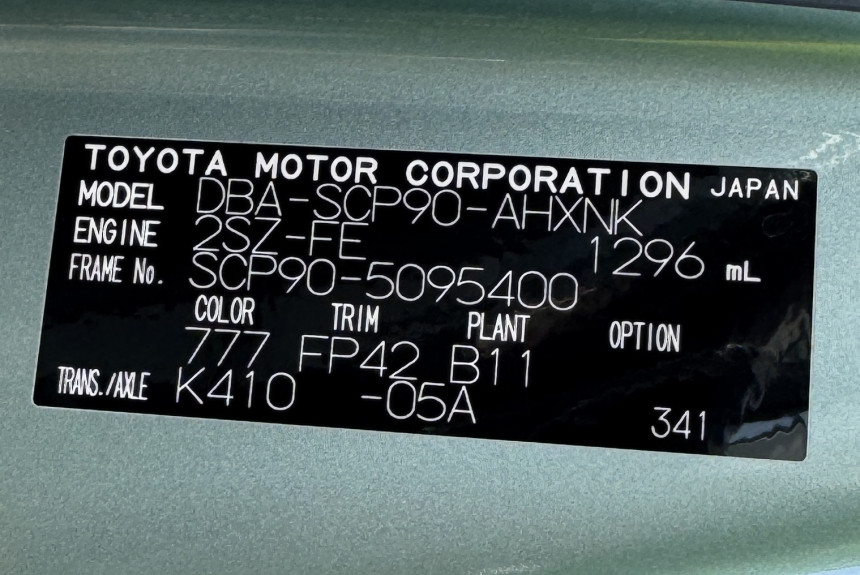 TOYOTA MOTOR CORPORATION JAPAN
MODEL DBA-SCP90-AHXNK
ENGINE 2SZ-FE 1296 mL
FRAME No. SCP90-5095400
COLOR TRIM PLANT OPTION
777 FP42 B11
TRANS./AXLE K410 -05A 341